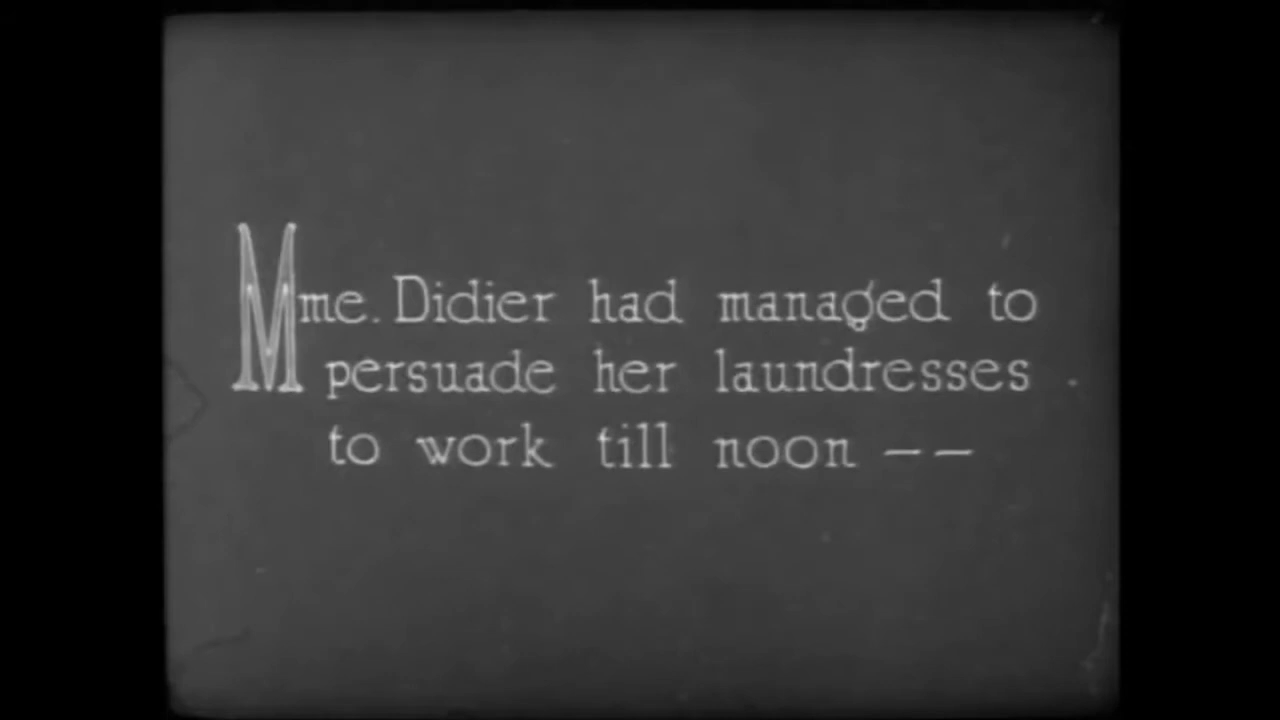 Mme. Didier had managed to
persuade her laundresses
to work till noon --